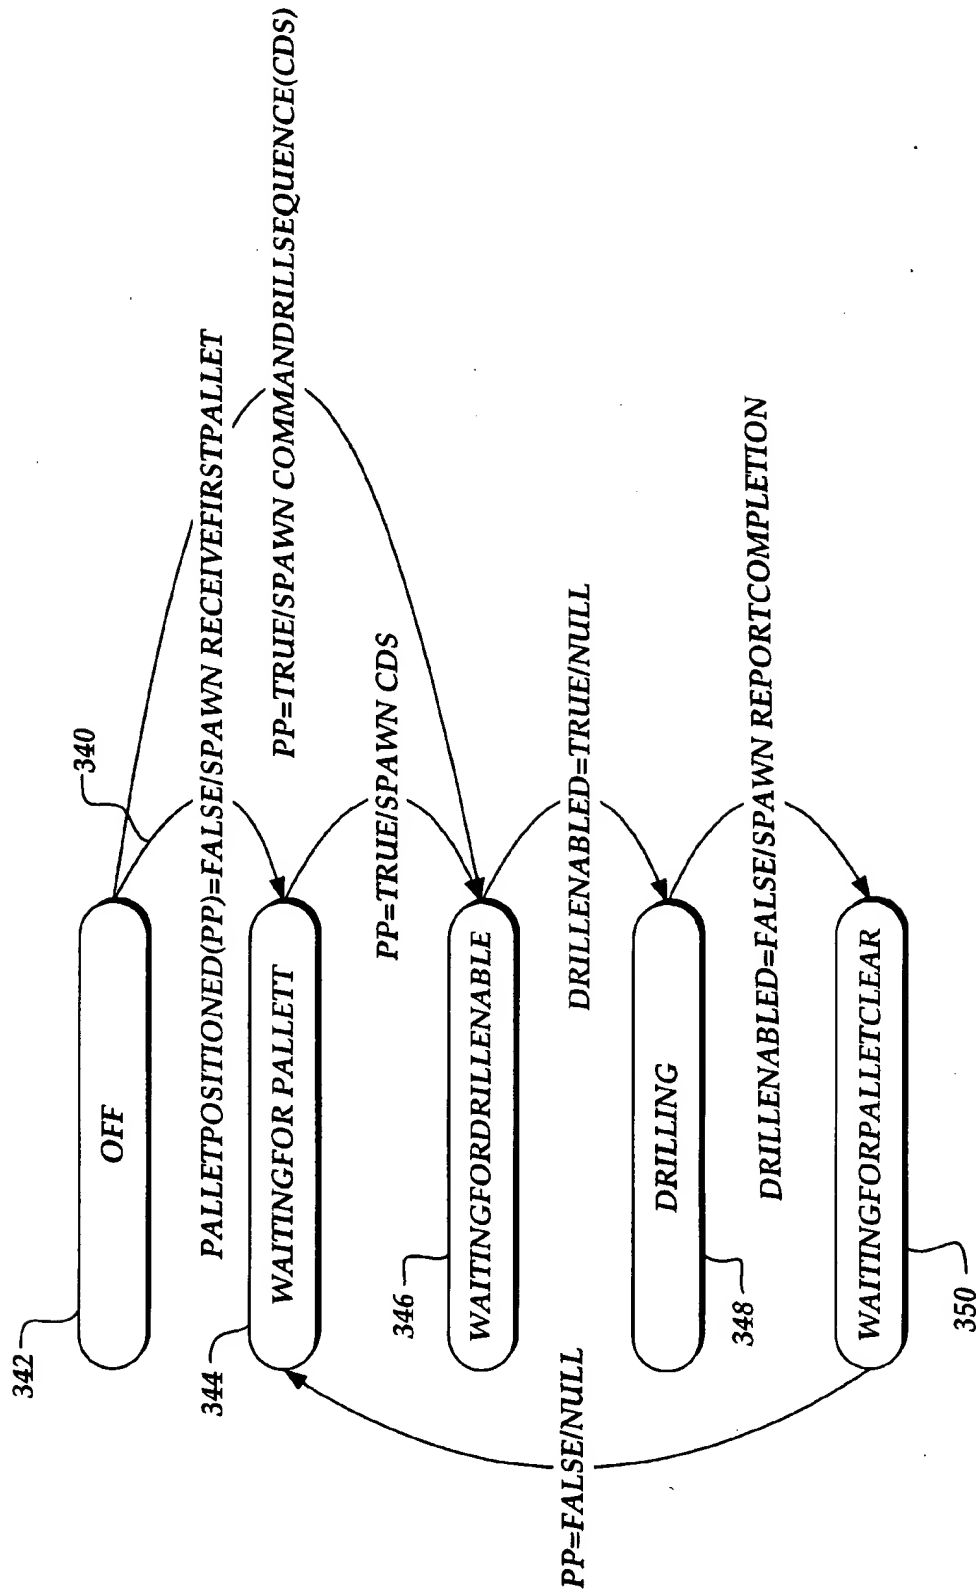 342
OFF
340
PALLETPOSITIONED(PP)=FALSE/SPAWN RECEIVEFIRSTPALLET
PP=TRUE/SPAWN COMMANDRILLSEQUENCE(CDS)
344
WAITINGFOR PALLETT
PP=TRUE/SPAWN CDS
346
WAITINGFORDRILLENABLE
DRILLENABLED=TRUE/NULL
PP=FALSE/NULL
348
DRILLING
DRILLENABLED=FALSE/SPAWN REPORTCOMPLETION
350
WAITINGFORPALLETCLEAR